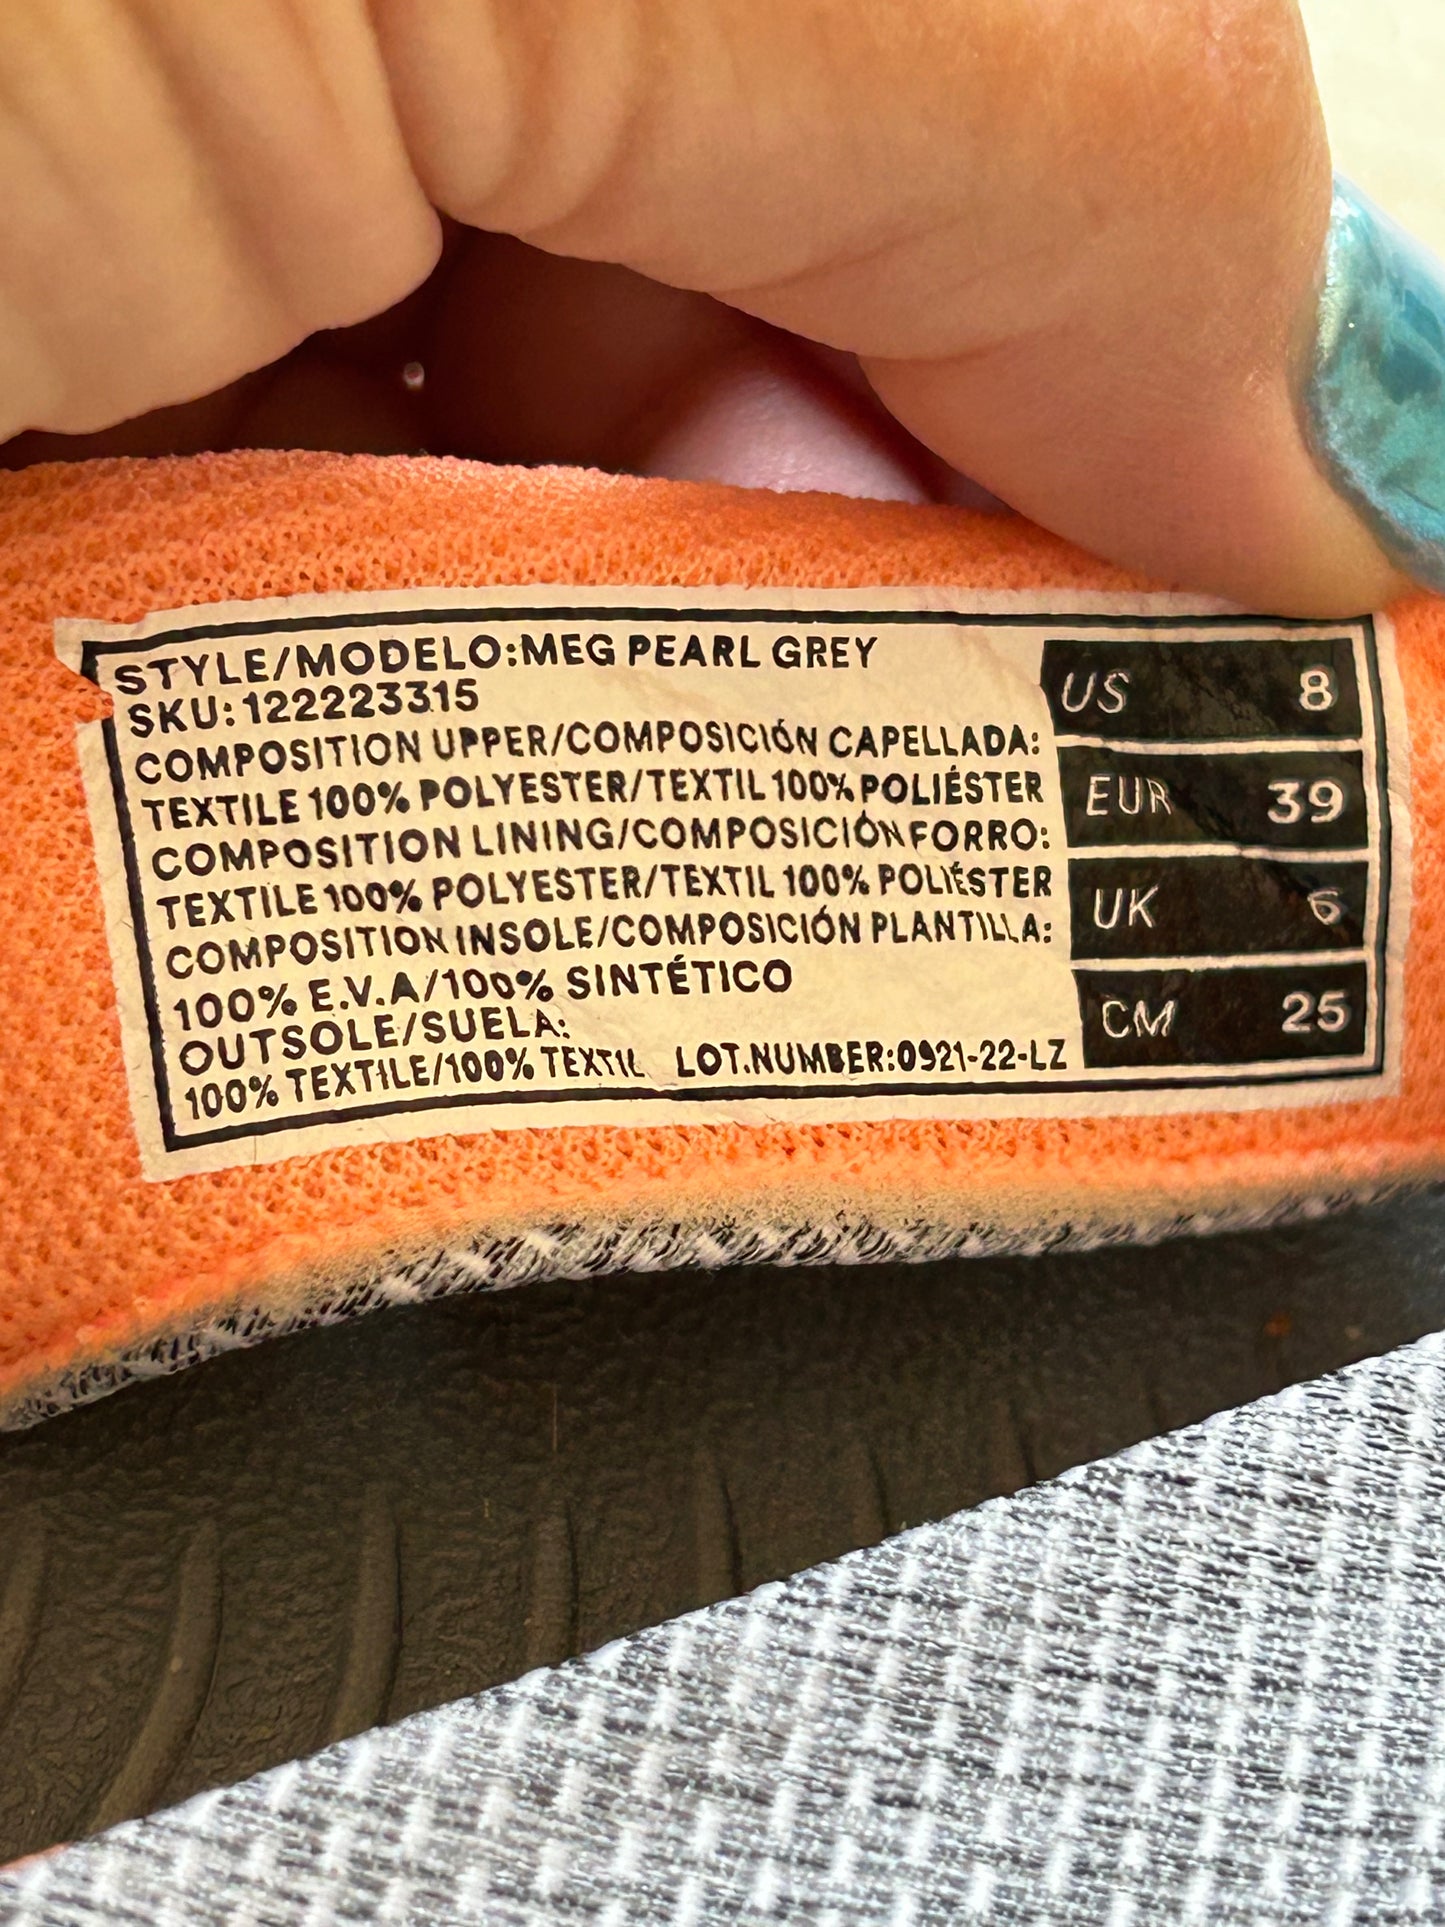 STYLE/MODELO:MEG PEARL GREY
SKU:122223315
COMPOSITION UPPER/COMPOSICIÓN CAPELLADA:
TEXTILE 100% POLYESTER/TEXTIL 100% POLIÉSTER
COMPOSITION LINING/COMPOSICIÓN FORRO:
TEXTILE 100% POLYESTER/TEXTIL 100% POLIÉSTER
COMPOSITION INSOLE/COMPOSICIÓN PLANTILLA:
100% E.V.A/100% SINTÉTICO
OUTSOLE/SUELA:
100% TEXTILE/100% TEXTIL LOT.NUMBER:0921-22-LZ
US 8
EUR 39
UK 6
CM 25